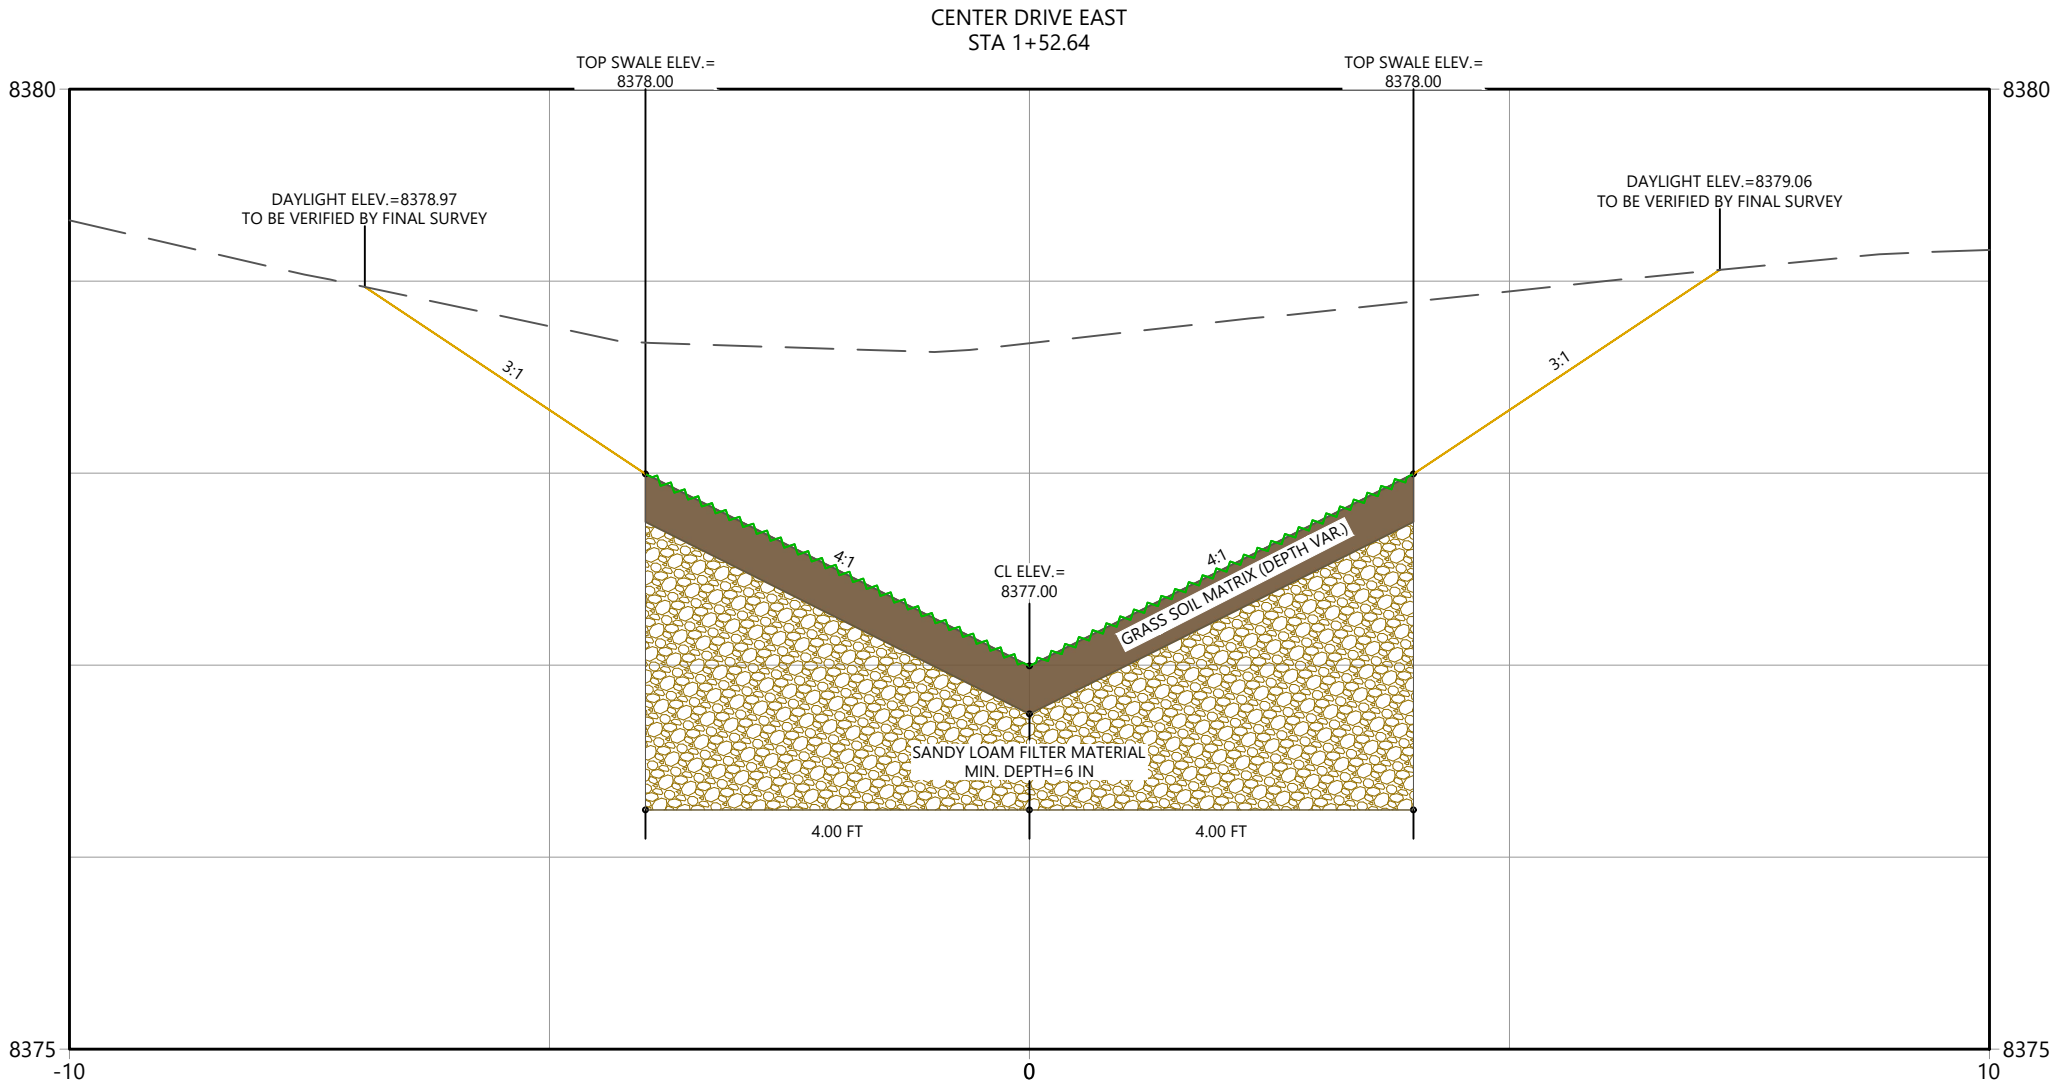 CENTER DRIVE EAST
STA 1+52.64
TOP SWALE ELEV.=
8378.00
TOP SWALE ELEV.=
8378.00
8380
8380
DAYLIGHT ELEV.=8378.97
TO BE VERIFIED BY FINAL SURVEY
DAYLIGHT ELEV.=8379.06
TO BE VERIFIED BY FINAL SURVEY
3:1
3:1
4:1
4:1
GRASS SOIL MATRIX (DEPTH VAR.)
CL ELEV.=
8377.00
SANDY LOAM FILTER MATERIAL
MIN. DEPTH=6 IN
4.00 FT
4.00 FT
8375
8375
-10
0
10